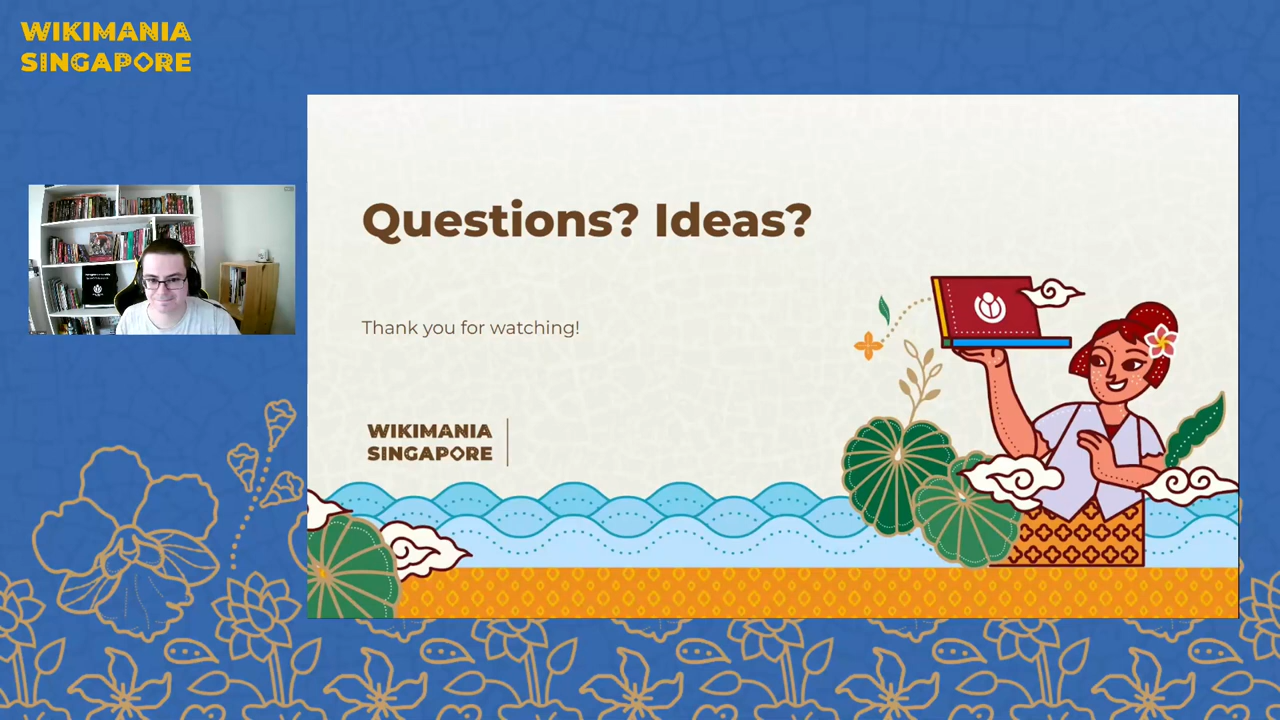 WIKIMANIA
SINGAPORE
Questions? Ideas?
Thank you for watching!
WIKIMANIA
SINGAPORE